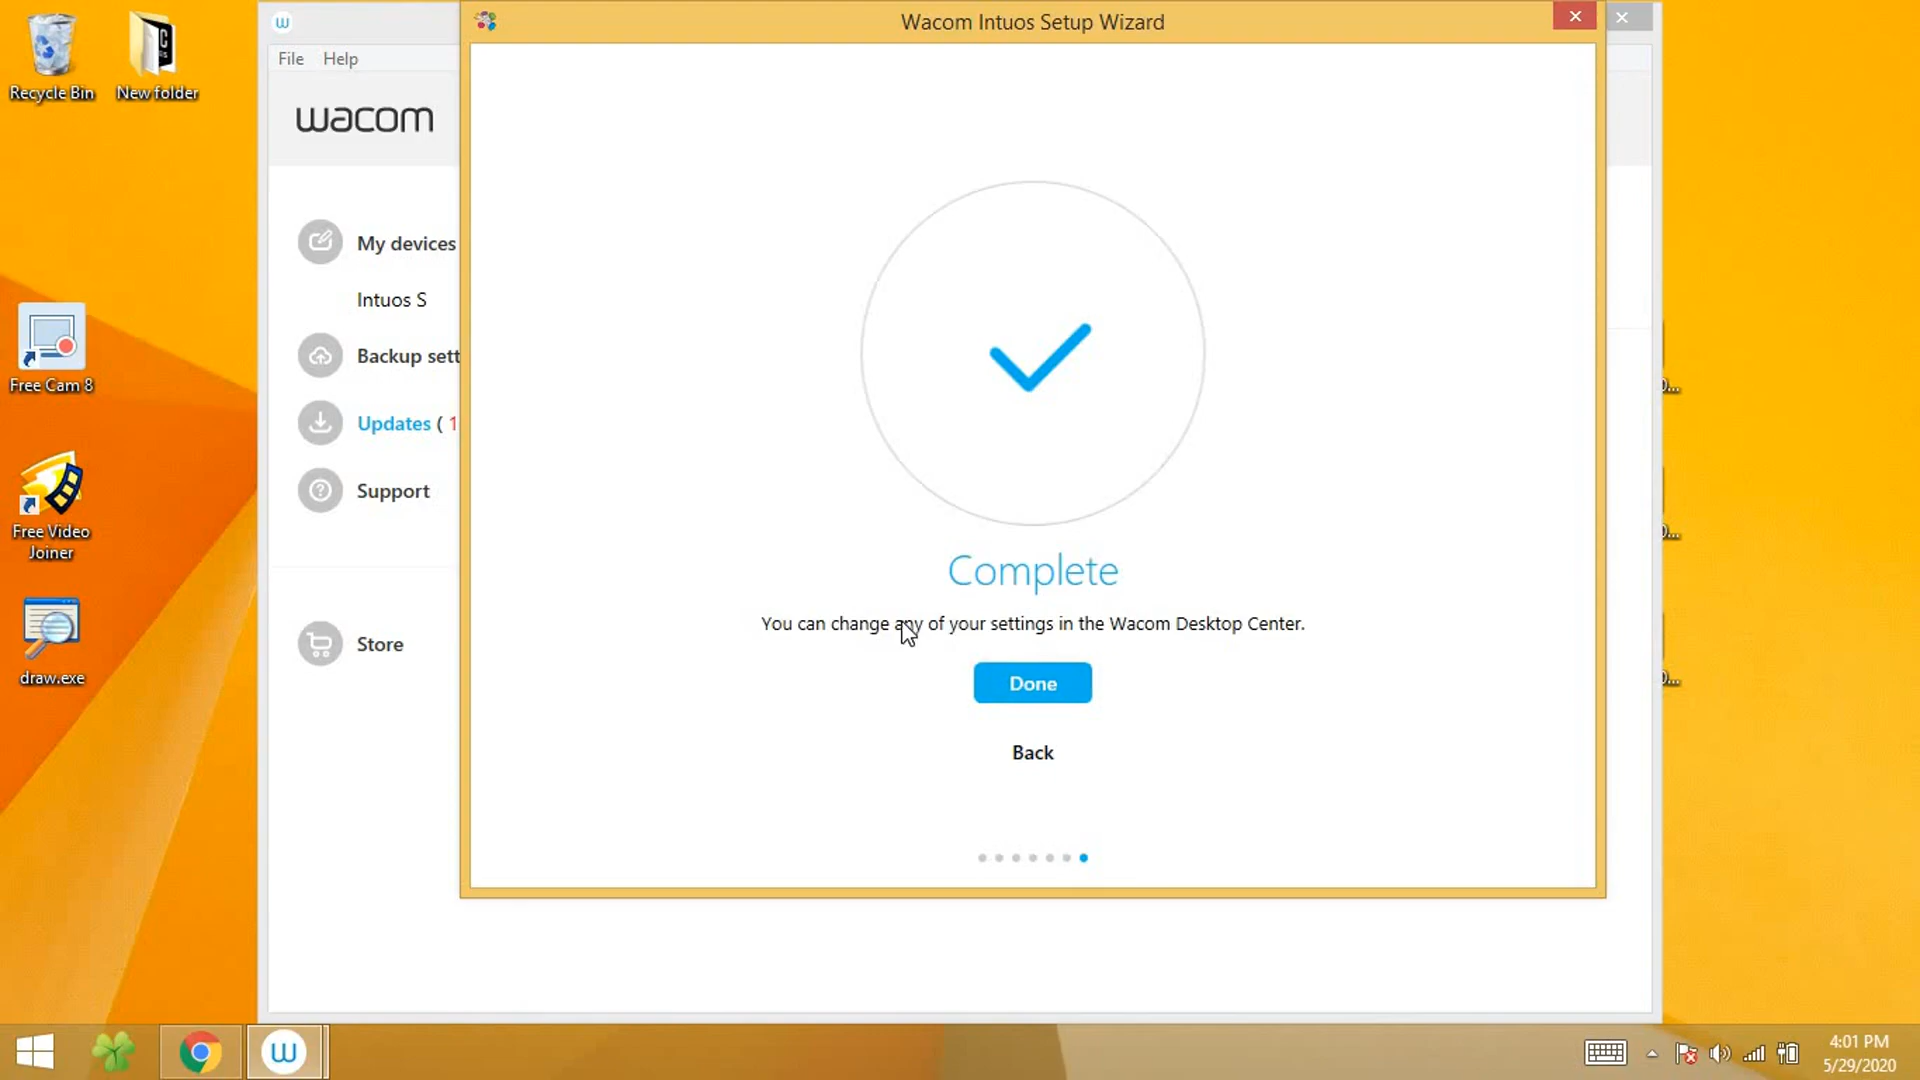 Recycle Bin
New folder
Free Cam 8
Free Video
Joiner
draw.exe
w
File Help
wacom
My devices
Intuos S
Backup sett
Updates ( 1
Support
Store
Wacom Intuos Setup Wizard
Complete
You can change any of your settings in the Wacom Desktop Center.
Done
Back
4:01 PM
5/29/2020